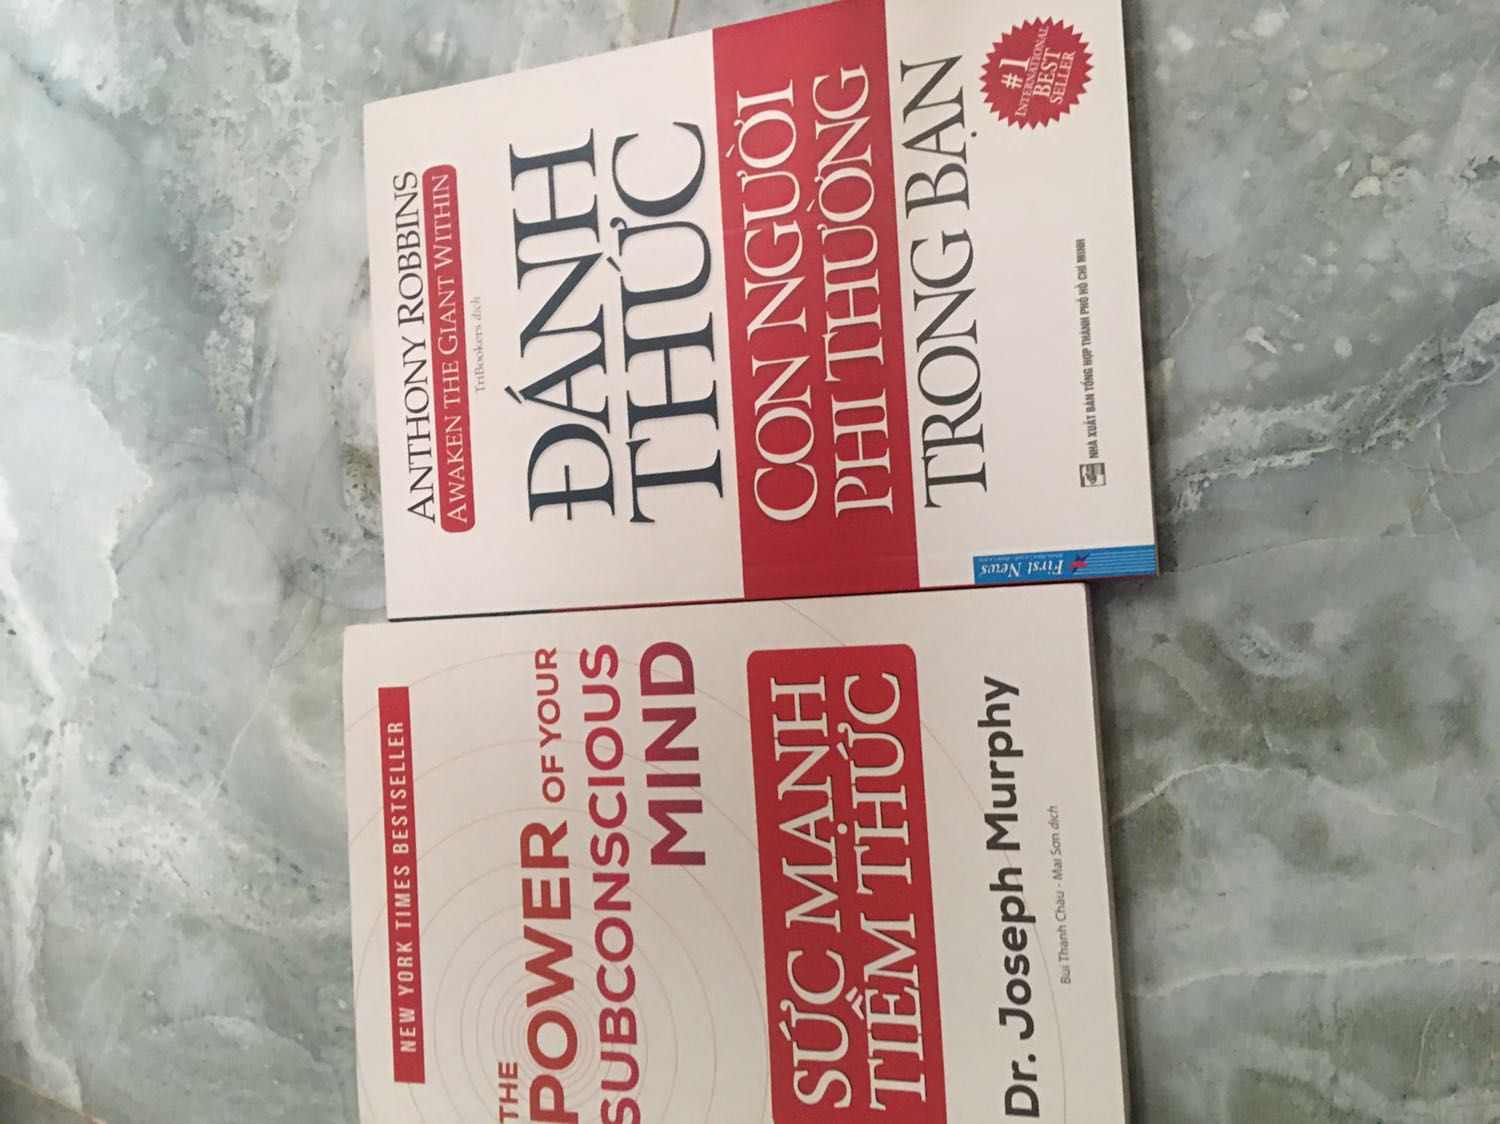 NEW YORK TIMES BESTSELLER
THE
POWER OF YOUR
SUBCONSCIOUS
MIND
SỨC MẠNH
TIỀM THỨC
Dr. Joseph Murphy
Bùi Thanh Châu - Mai Sơn dịch
ANTHONY ROBBINS
AWAKEN THE GIANT WITHIN
TriBookers dịch
ĐÁNH
THỨC
CON NGƯỜI
PHI THƯỜNG
TRONG BẠN
#1
INTERNATIONAL
BEST
SELLER
NHÀ XUẤT BẢN TỔNG HỢP THÀNH PHỐ HỒ CHÍ MINH
First News